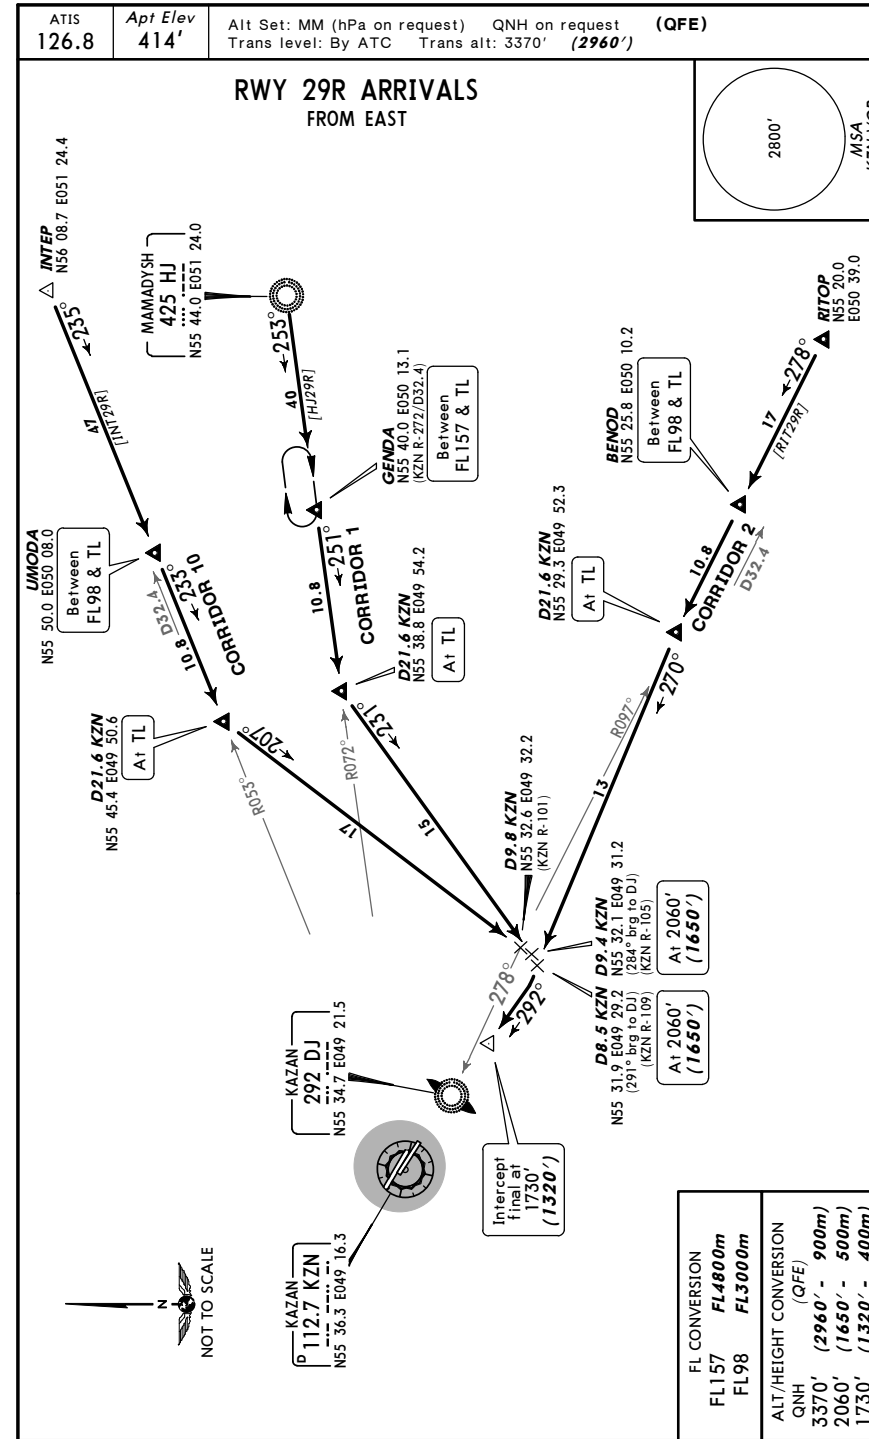 ATIS
126.8
Apt Elev
414'
Alt Set: MM (hPa on request) QNH on request (QFE)
Trans level: By ATC Trans alt: 3370' (2960')
RWY 29R ARRIVALS
FROM EAST
2800'
MSA
INTEP
N56 08.7 E051 24.4
235°
47
[INT29R]
MAMADYSH
425 HJ
N55 44.0 E051 24.0
253°
40
[HJ29R]
GENDA
N55 40.0 E050 13.1
(KZN R-272/D32.4)
Between
FL157 & TL
RITOP
N55 20.0
E050 39.0
278°
17
[RIT29R]
BENOD
N55 25.8 E050 10.2
Between
FL98 & TL
UMODA
N55 50.0 E050 08.0
Between
FL98 & TL
D32.4
233°
10.8
CORRIDOR 10
251°
10.8
CORRIDOR 1
10.8
CORRIDOR 2
D32.4
D21.6 KZN
N55 45.4 E049 50.6
At TL
D21.6 KZN
N55 38.8 E049 54.2
At TL
D21.6 KZN
N55 29.3 E049 52.3
At TL
207°
R053°
17
231°
R072°
15
270°
R097°
13
D9.8 KZN
N55 32.6 E049 32.2
(KZN R-101)
D9.4 KZN
N55 32.1 E049 31.2
(284° brg to DJ)
(KZN R-105)
At 2060'
(1650')
D8.5 KZN
N55 31.9 E049 29.2
(291° brg to DJ)
(KZN R-109)
At 2060'
(1650')
278°
292°
KAZAN
292 DJ
N55 34.7 E049 21.5
Intercept
final at
1730'
(1320')
KAZAN
D 112.7 KZN
N55 36.3 E049 16.3
N
NOT TO SCALE
FL CONVERSION
FL157 FL4800m
FL98 FL3000m
ALT/HEIGHT CONVERSION
QNH (QFE)
3370' (2960' - 900m)
2060' (1650' - 500m)
1730' (1320' - 400m)